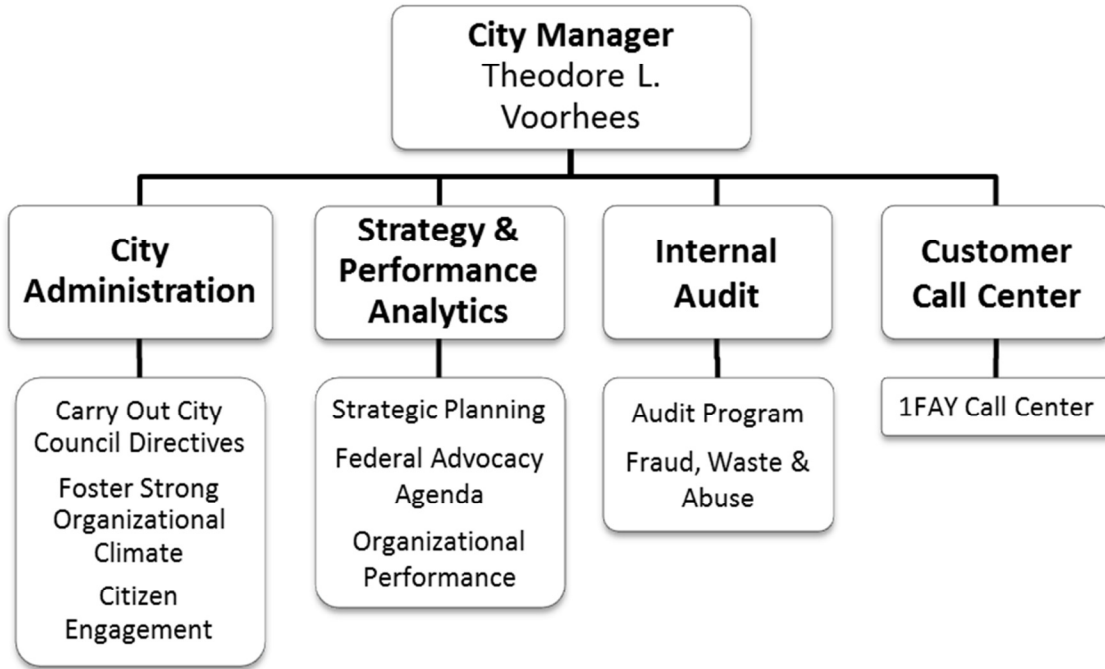 City Manager
Theodore L.
Voorhees
City
Administration
Carry Out City
Council Directives
Foster Strong
Organizational
Climate
Citizen
Engagement
Strategy &
Performance
Analytics
Strategic Planning
Federal Advocacy
Agenda
Organizational
Performance
Internal
Audit
Audit Program
Fraud, Waste &
Abuse
Customer
Call Center
1FAY Call Center